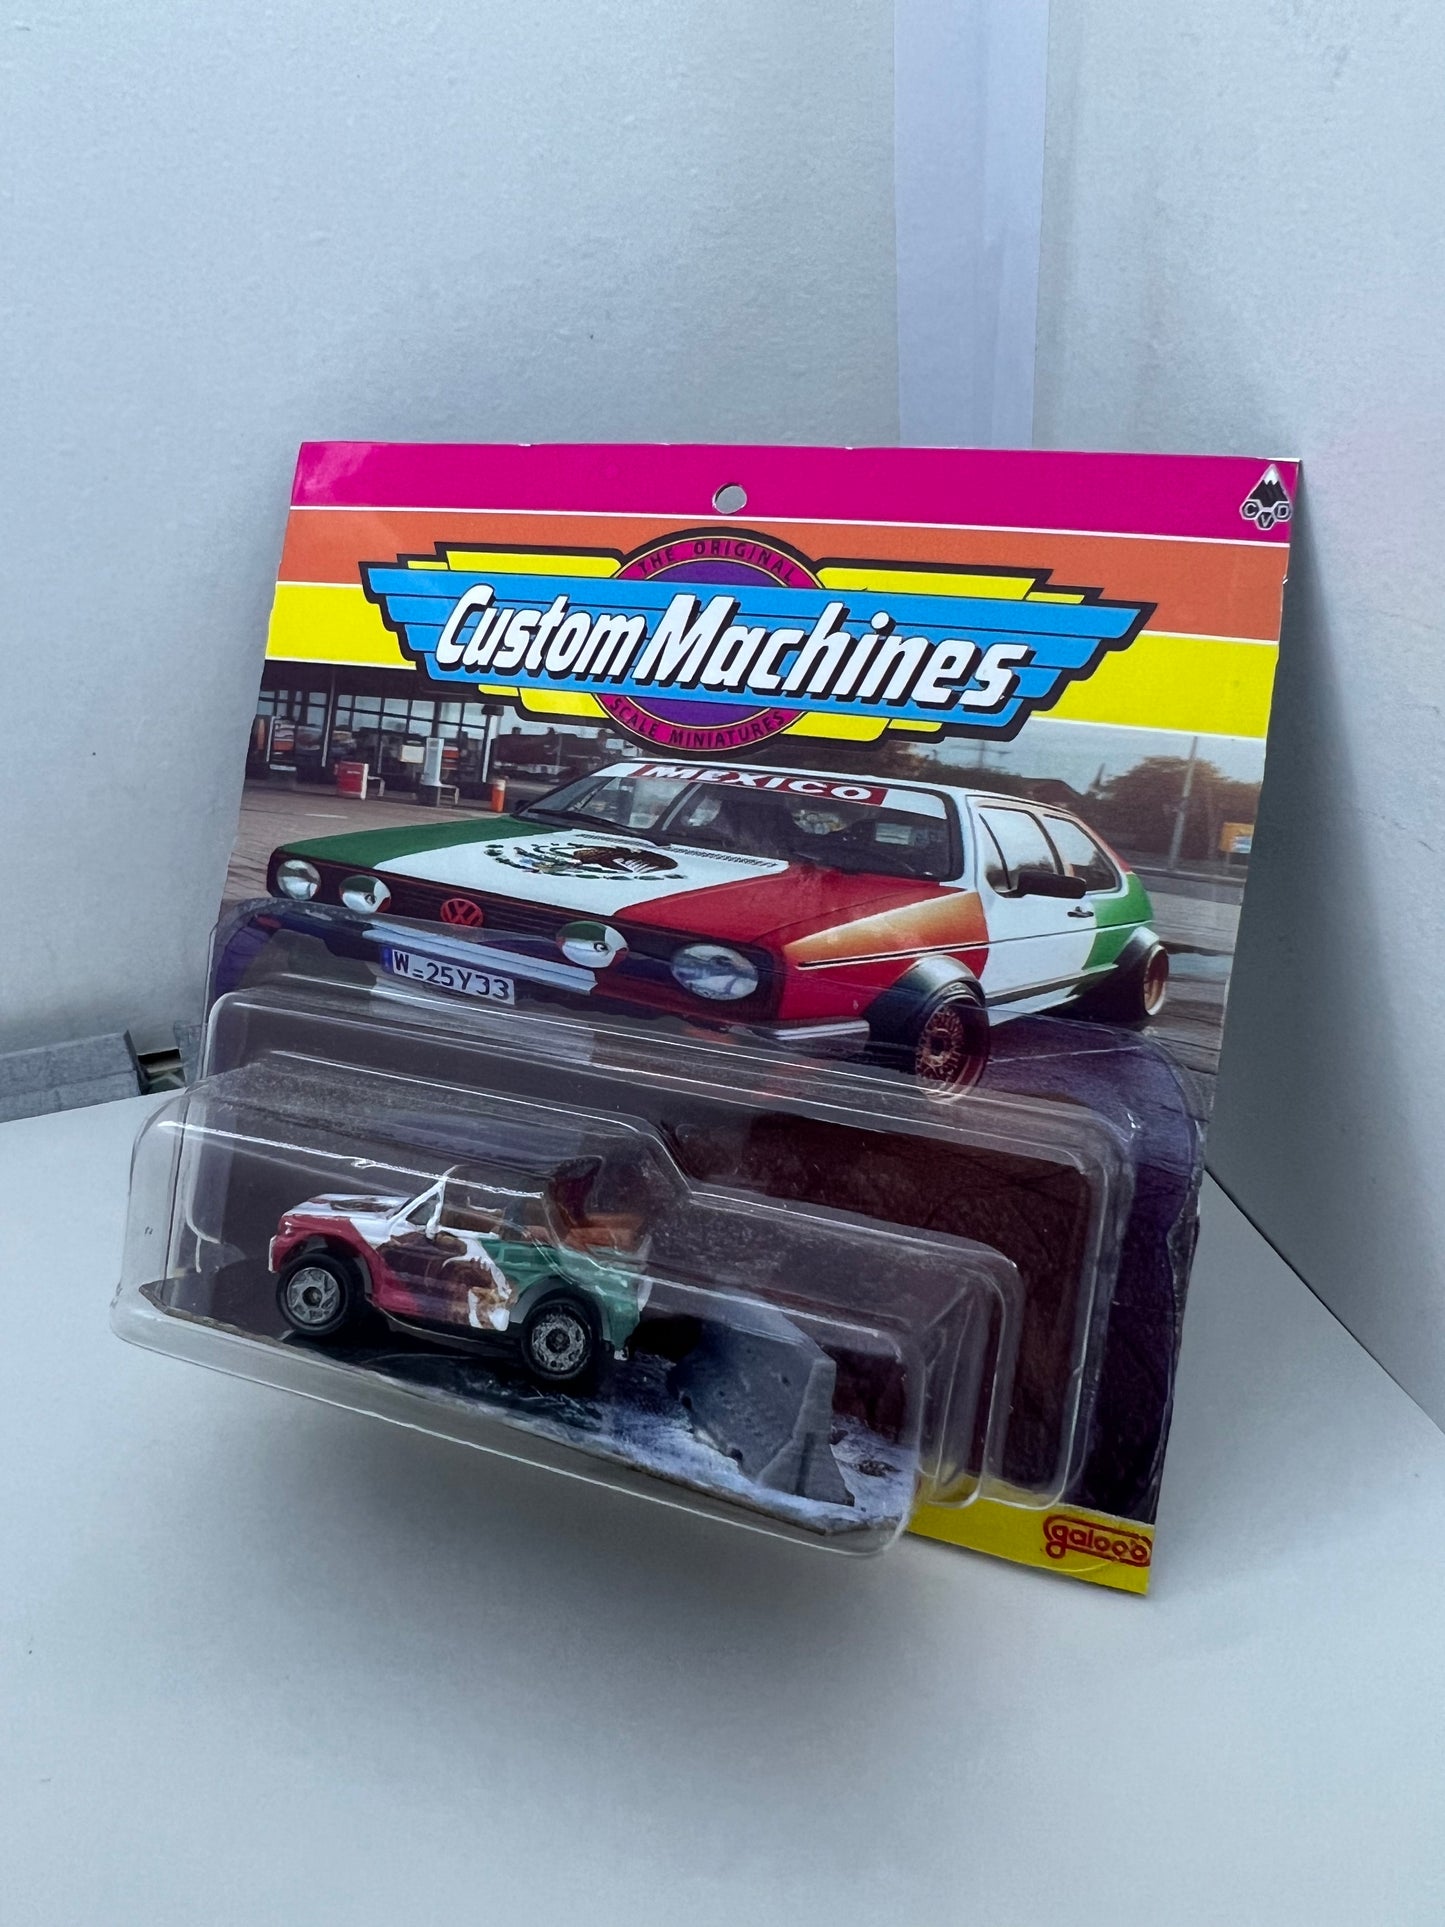 CVD
THE ORIGINAL
Custom Machines
SCALE MINIATURES
MEXICO
W=25Y33
galoob